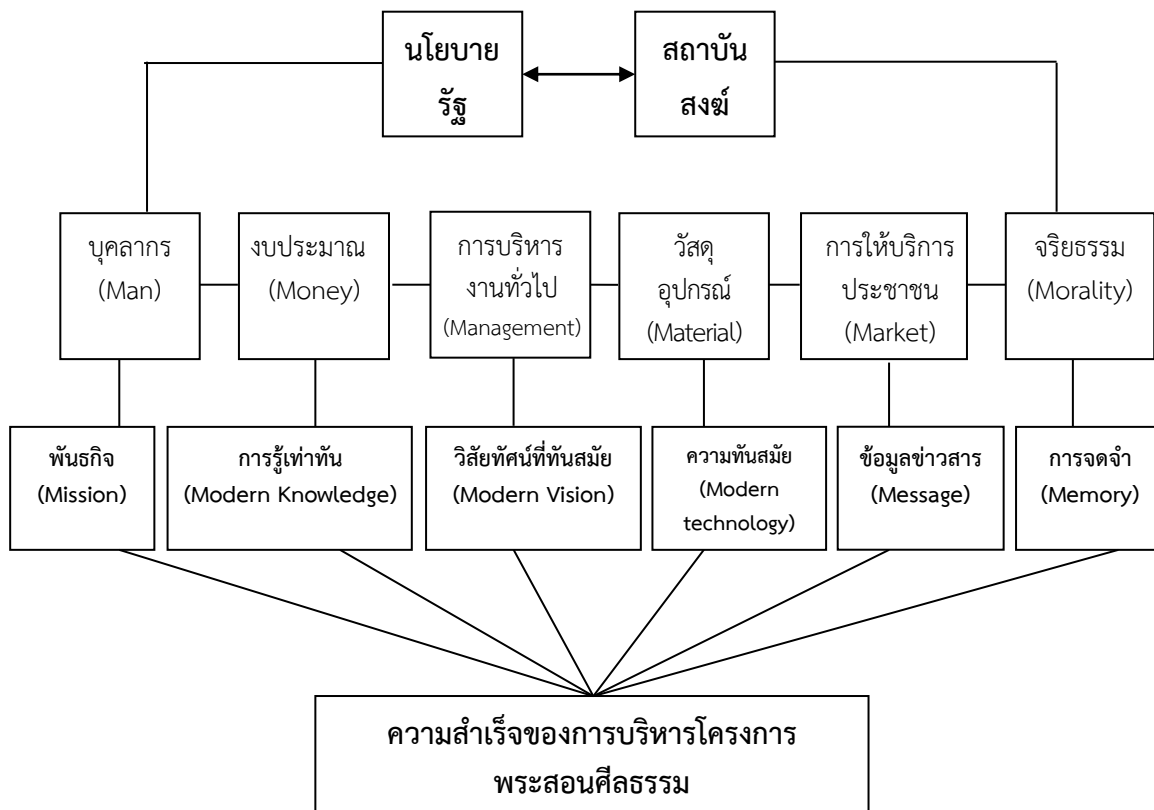 นโยบาย
รัฐ
สถาบัน
สงฆ์
บุคลากร
(Man)
งบประมาณ
(Money)
การบริหาร
งานทั่วไป
(Management)
วัสดุ
อุปกรณ์
(Material)
การให้บริการ
ประชาชน
(Market)
จริยธรรม
(Morality)
พันธกิจ
(Mission)
การรู้เท่าทัน
(Modern Knowledge)
วิสัยทัศน์ที่ทันสมัย
(Modern Vision)
ความทันสมัย
(Modern
technology)
ข้อมูลข่าวสาร
(Message)
การจดจำ
(Memory)
ความสำเร็จของการบริหารโครงการ
พระสอนศีลธรรม